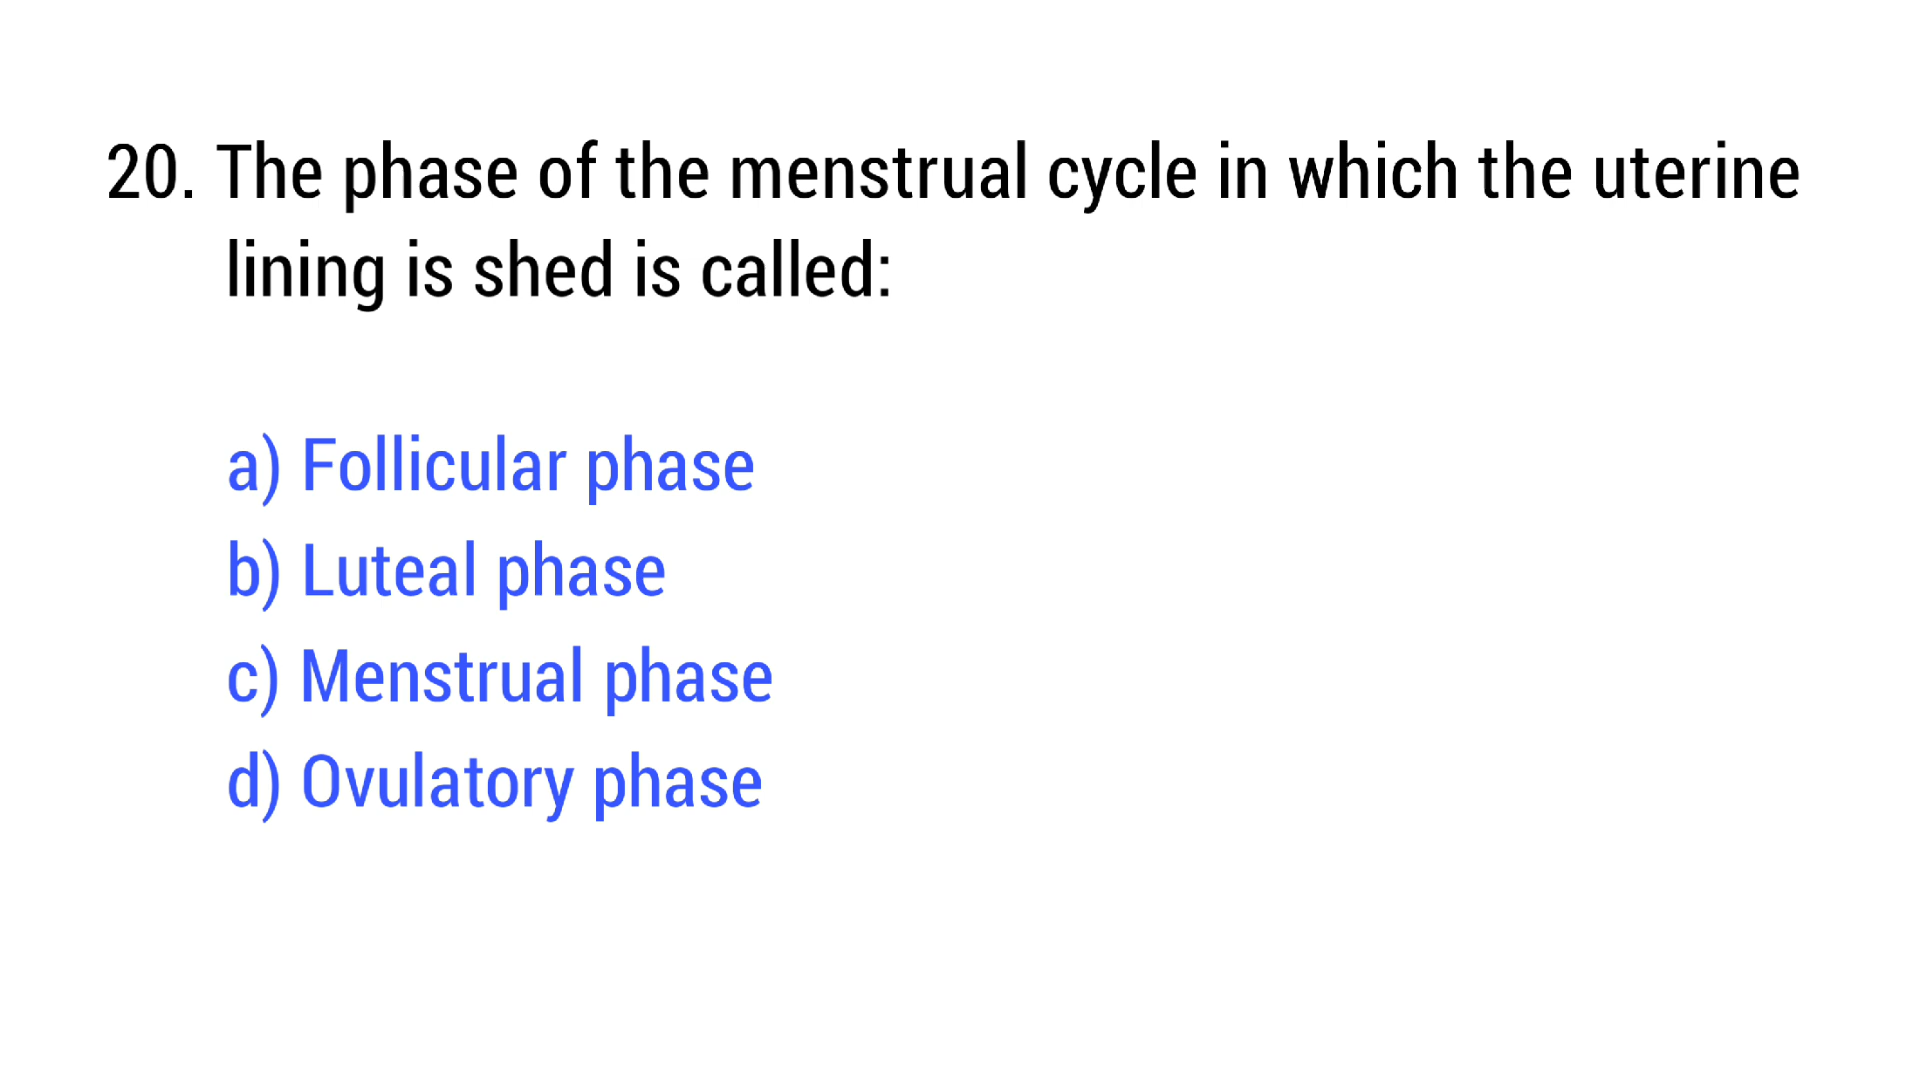 20. The phase of the menstrual cycle in which the uterine
lining is shed is called:
a) Follicular phase
b) Luteal phase
c) Menstrual phase
d) Ovulatory phase